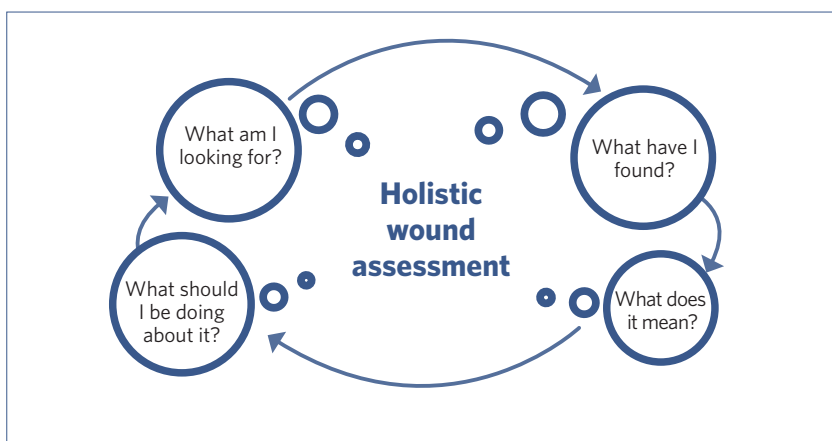 What am I
looking for?
What have I
found?
Holistic
wound
assessment
What should
I be doing
about it?
What does
it mean?